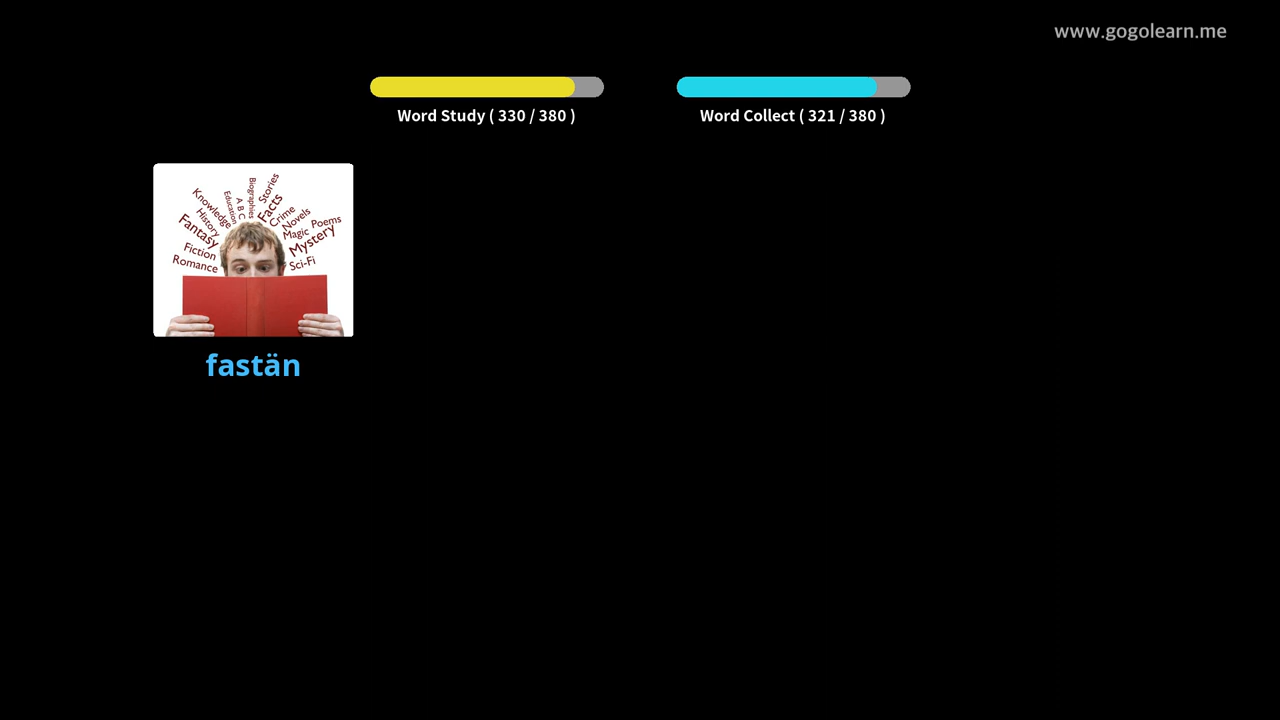 www.gogolearn.me
Word Study ( 330 / 380 )
Word Collect ( 321 / 380 )
Knowledge
History
Fantasy
Fiction
Romance
Education
A B C
Biographies
Stories
Facts
Crime
Novels
Magic
Poems
Mystery
Sci-Fi
fastän